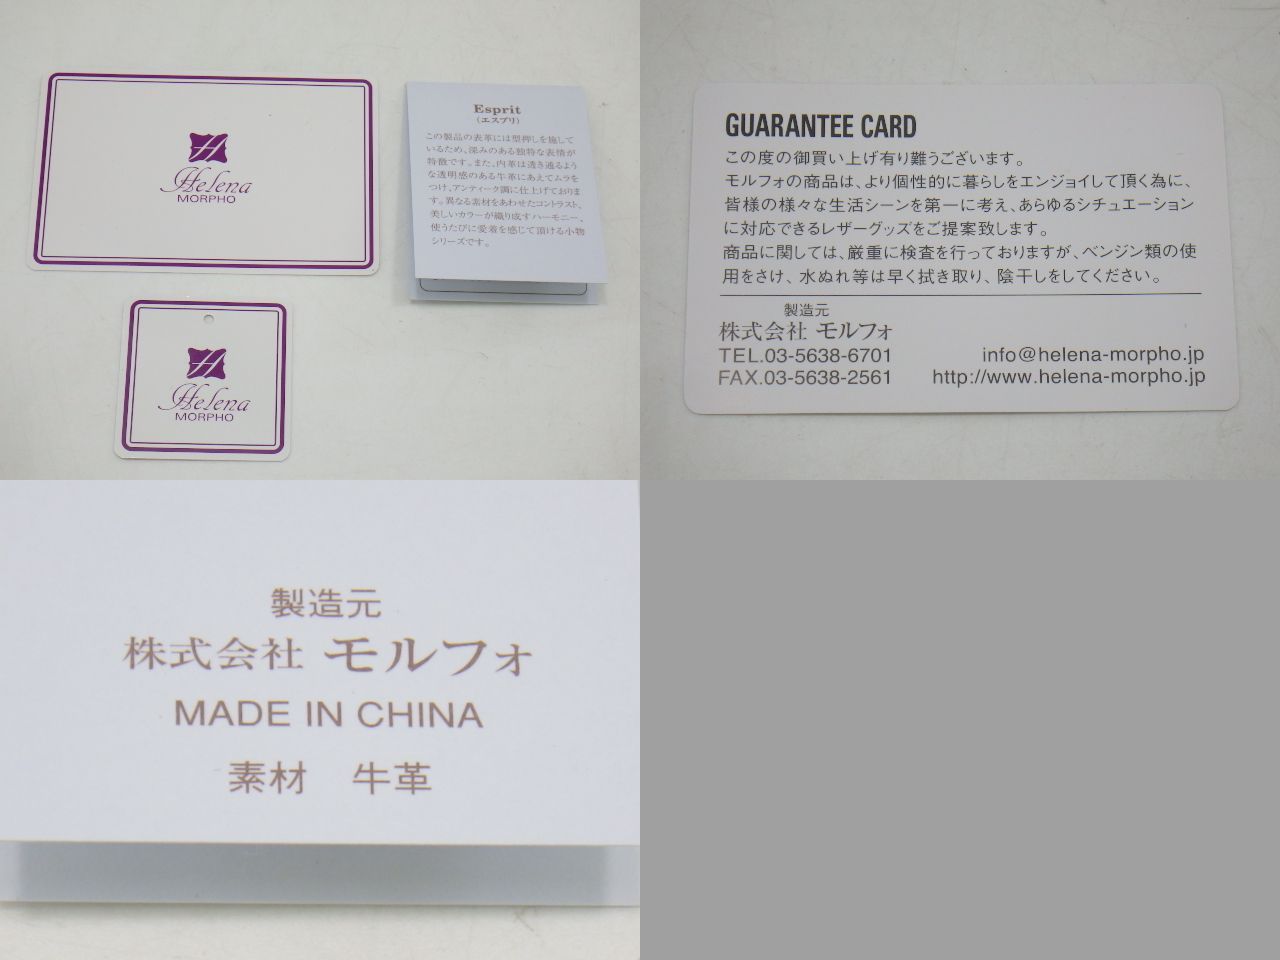 H
Helena
MORPHO
H
Helena
MORPHO
Esprit
(エスプリ)
この製品の表革には型押しを施して
いるため、深みのある独特な表情が
特徴です。また、内革は透き通るよう
な透明感のある牛革にあえてムラを
つけ、アンティーク調に仕上げておりま
す。異なる素材をあわせたコントラスト、
美しいカラーが織り成すハーモニー、
使うたびに愛着を感じて頂ける小物
シリーズです。
GUARANTEE CARD
この度の御買い上げ有り難うございます。
モルフォの商品は、より個性的に暮らしをエンジョイして頂く為に、
皆様の様々な生活シーンを第一に考え、あらゆるシチュエーション
に対応できるレザーグッズをご提案致します。
商品に関しては、厳重に検査を行っておりますが、ベンジン類の使
用をさけ、水ぬれ等は早く拭き取り、陰干しをしてください。
製造元
株式会社 モルフォ
TEL.03-5638-6701
FAX.03-5638-2561
info@helena-morpho.jp
http://www.helena-morpho.jp
製造元
株式会社 モルフォ
MADE IN CHINA
素材 牛革